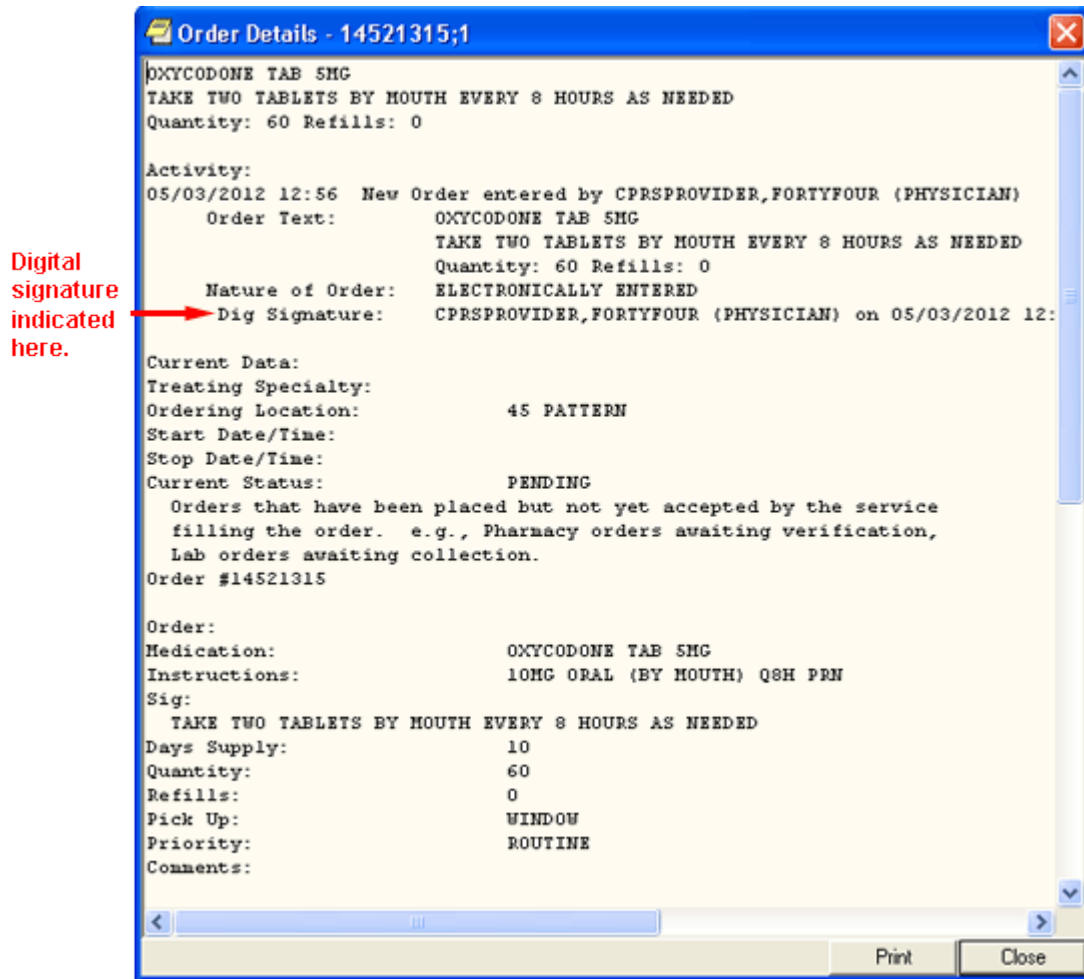 Order Details - 14521315;1
OXYCODONE TAB 5MG
TAKE TWO TABLETS BY MOUTH EVERY 8 HOURS AS NEEDED
Quantity: 60 Refills: 0
Activity:
05/03/2012 12:56 New Order entered by CPRSPROVIDER,FORTYFOUR (PHYSICIAN)
Order Text: OXYCODONE TAB 5MG
TAKE TWO TABLETS BY MOUTH EVERY 8 HOURS AS NEEDED
Quantity: 60 Refills: 0
Nature of Order: ELECTRONICALLY ENTERED
Dig Signature: CPRSPROVIDER,FORTYFOUR (PHYSICIAN) on 05/03/2012 12:
Digital
signature
indicated
here.
Current Data:
Treating Specialty:
Ordering Location: 45 PATTERN
Start Date/Time:
Stop Date/Time:
Current Status: PENDING
Orders that have been placed but not yet accepted by the service
filling the order. e.g., Pharmacy orders awaiting verification,
Lab orders awaiting collection.
Order #14521315
Order:
Medication: OXYCODONE TAB 5MG
Instructions: 10MG ORAL (BY MOUTH) Q8H PRN
Sig:
TAKE TWO TABLETS BY MOUTH EVERY 8 HOURS AS NEEDED
Days Supply: 10
Quantity: 60
Refills: 0
Pick Up: WINDOW
Priority: ROUTINE
Comments:
Print Close